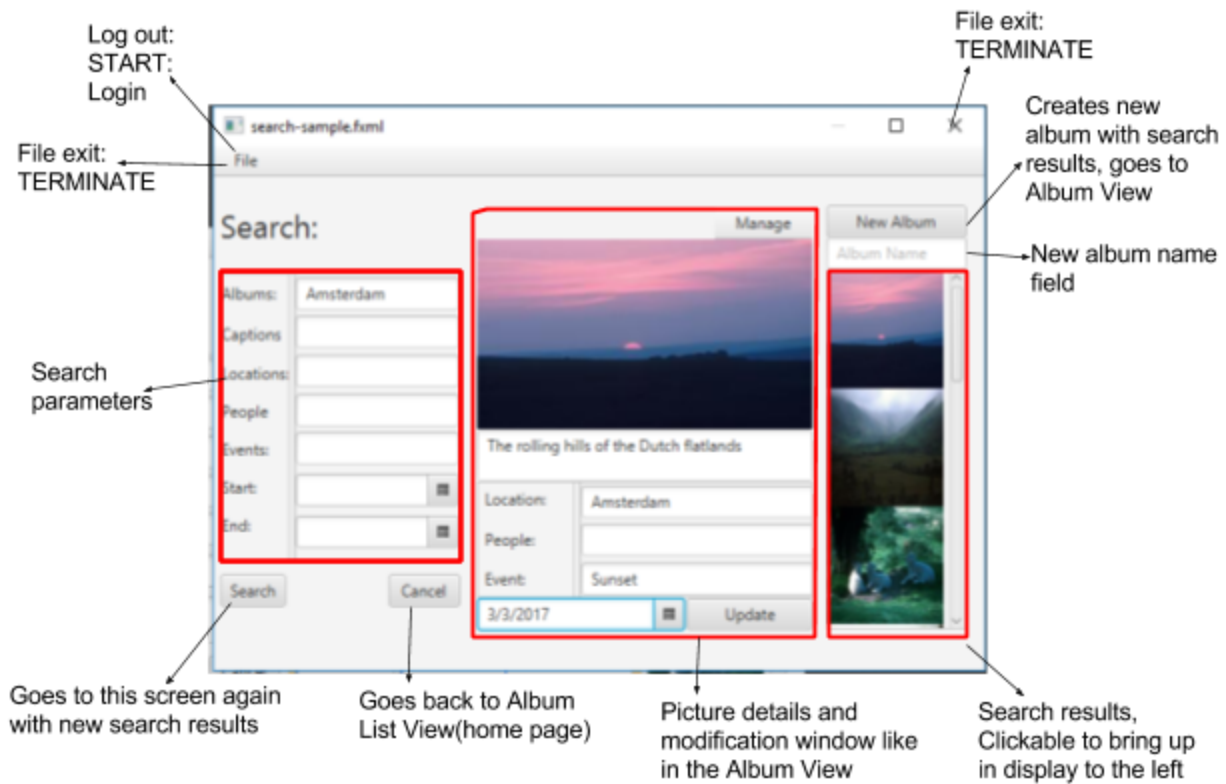 Log out:
START:
Login
File exit:
TERMINATE
File exit:
TERMINATE
Creates new
album with search
results, goes to
Album View
New album name
field
search-sample.fxml
File
Search:
Manage
New Album
Album Name
Albums:
Amsterdam
Captions
Locations:
People
Events:
Start:
End:
Search
parameters
The rolling hills of the Dutch flatlands
Location:
Amsterdam
People:
Event:
Sunset
3/3/2017
Update
Search
Cancel
Goes to this screen again
with new search results
Goes back to Album
List View(home page)
Picture details and
modification window like
in the Album View
Search results,
Clickable to bring up
in display to the left